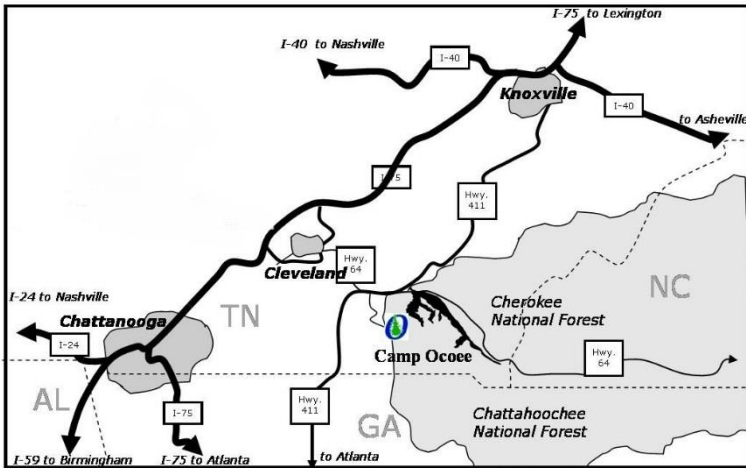 I-75 to Lexington
I-40 to Nashville
I-40
Knoxville
I-40
to Asheville
I-75
Hwy.
411
Cleveland
Hwy.
64
I-24 to Nashville
TN
NC
Chattanooga
Cherokee
National Forest
I-24
Camp Ocoee
Hwy.
64
AL
Hwy.
411
I-75
GA
Chattahoochee
National Forest
I-59 to Birmingham
I-75 to Atlanta
to Atlanta